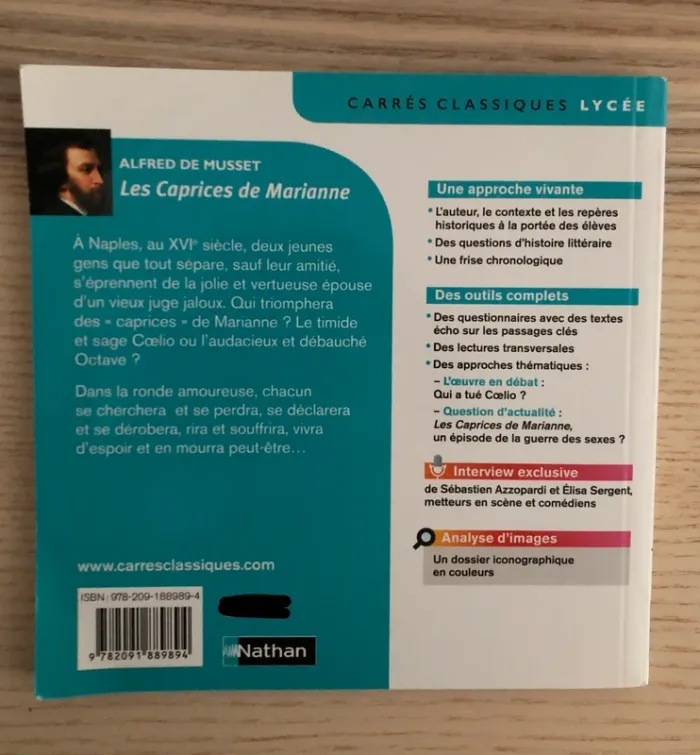 CARRÉS CLASSIQUES LYCÉE
ALFRED DE MUSSET
Les Caprices de Marianne
À Naples, au XVIe siècle, deux jeunes
gens que tout sépare, sauf leur amitié,
s'éprennent de la jolie et vertueuse épouse
d'un vieux juge jaloux. Qui triomphera
des « caprices » de Marianne ? Le timide
et sage Cœlio ou l'audacieux et débauché
Octave ?
Dans la ronde amoureuse, chacun
se cherchera et se perdra, se déclarera
et se dérobera, rira et souffrira, vivra
d'espoir et en mourra peut-être…
www.carresclassiques.com
ISBN : 978-209-188989-4
9 782091 889894
Nathan
Une approche vivante
• L'auteur, le contexte et les repères
historiques à la portée des élèves
• Des questions d'histoire littéraire
• Une frise chronologique
Des outils complets
• Des questionnaires avec des textes
écho sur les passages clés
• Des lectures transversales
• Des approches thématiques :
– L'œuvre en débat :
Qui a tué Cœlio ?
– Question d'actualité :
Les Caprices de Marianne,
un épisode de la guerre des sexes ?
Interview exclusive
de Sébastien Azzopardi et Élisa Sergent,
metteurs en scène et comédiens
Analyse d'images
Un dossier iconographique
en couleurs